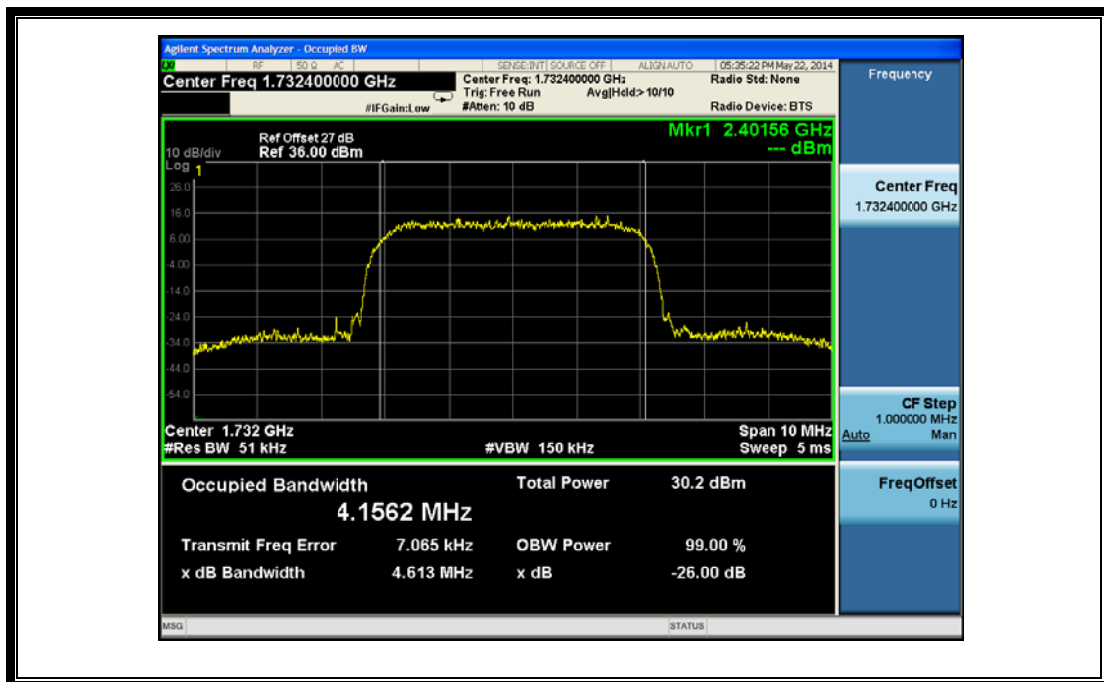 Agilent Spectrum Analyzer - Occupied BW
LXI RF 50 Ω AC SENSE:INT SOURCE OFF ALIGNAUTO 05:35:22 PM May 22, 2014
Center Freq 1.732400000 GHz
Center Freq: 1.732400000 GHz
Radio Std: None
Trig: Free Run Avg|Hold:> 10/10
#IFGain:Low #Atten: 10 dB Radio Device: BTS
Mkr1 2.40156 GHz
--- dBm
Ref Offset 27 dB
10 dB/div Ref 36.00 dBm
Log
1
26.0
16.0
6.00
-4.00
-14.0
-24.0
-34.0
-44.0
-54.0
Center 1.732 GHz Span 10 MHz
#Res BW 51 kHz #VBW 150 kHz Sweep 5 ms
Occupied Bandwidth Total Power 30.2 dBm
4.1562 MHz
Transmit Freq Error 7.065 kHz OBW Power 99.00 %
x dB Bandwidth 4.613 MHz x dB -26.00 dB
MSG STATUS
Frequency
Center Freq
1.732400000 GHz
CF Step
1.000000 MHz
Auto Man
Freq Offset
0 Hz